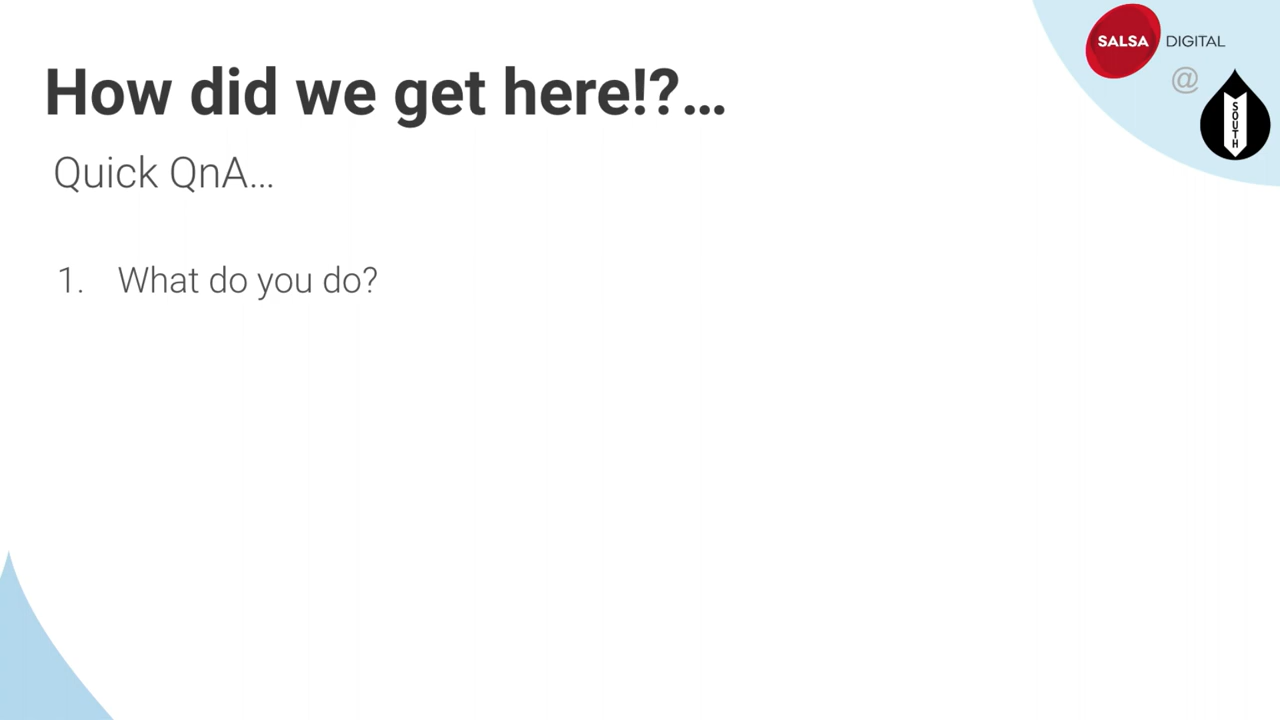 SALSA DIGITAL
@
SOUTH
How did we get here!?...
Quick QnA...
1. What do you do?